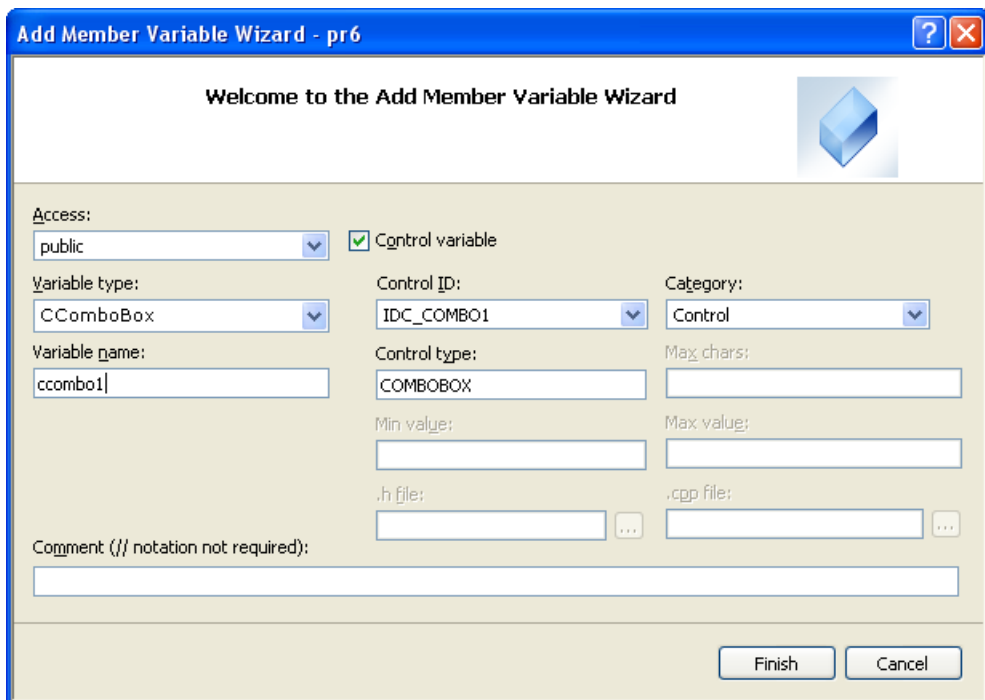 Add Member Variable Wizard - pr6
Welcome to the Add Member Variable Wizard
Access:
public
Control variable
Variable type:
Control ID:
Category:
CComboBox
IDC_COMBO1
Control
Variable name:
Control type:
Max chars:
ccombo1
COMBOBOX
Min value:
Max value:
.h file:
.cpp file:
...
...
Comment (// notation not required):
Finish
Cancel